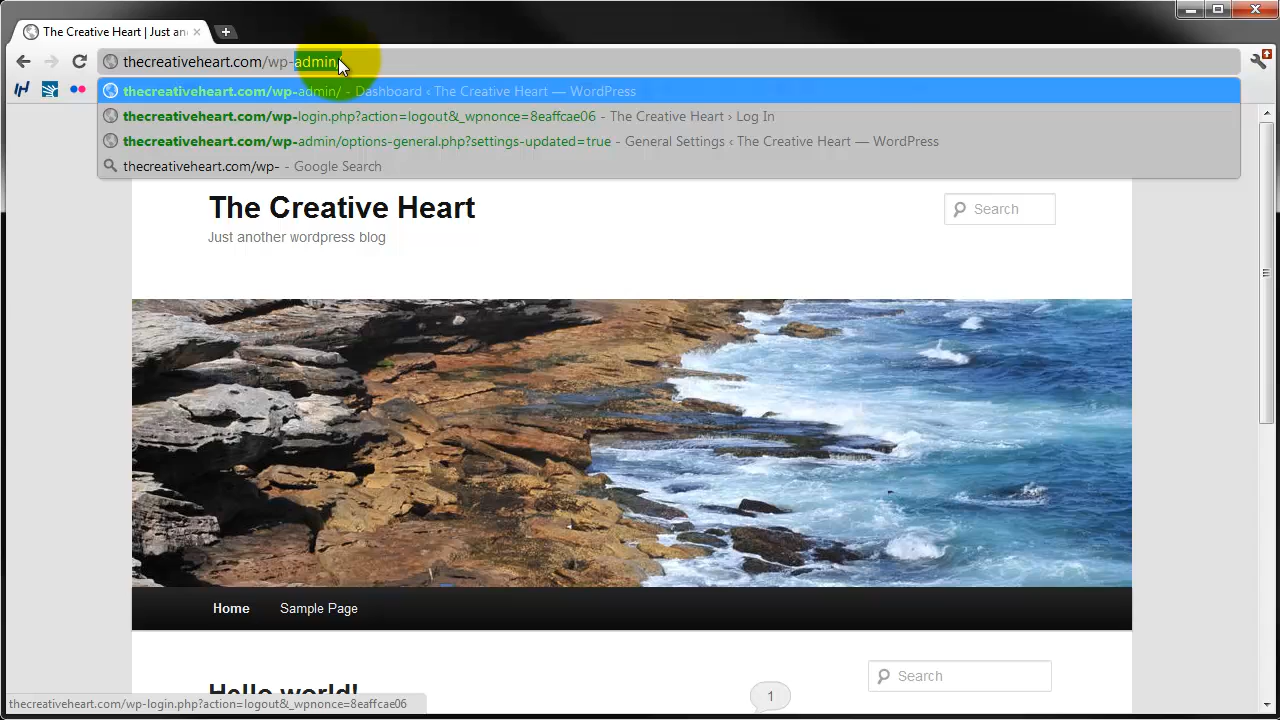 The Creative Heart | Just an
thecreativeheart.com/wp-admin/
thecreativeheart.com/wp-admin/ - Dashboard ‹ The Creative Heart — WordPress
thecreativeheart.com/wp-login.php?action=logout&_wpnonce=8eaffcae06 - The Creative Heart › Log In
thecreativeheart.com/wp-admin/options-general.php?settings-updated=true - General Settings ‹ The Creative Heart — WordPress
thecreativeheart.com/wp- - Google Search
The Creative Heart
Search
Just another wordpress blog
Home
Sample Page
Search
Hello world!
1
thecreativeheart.com/wp-login.php?action=logout&_wpnonce=8eaffcae06